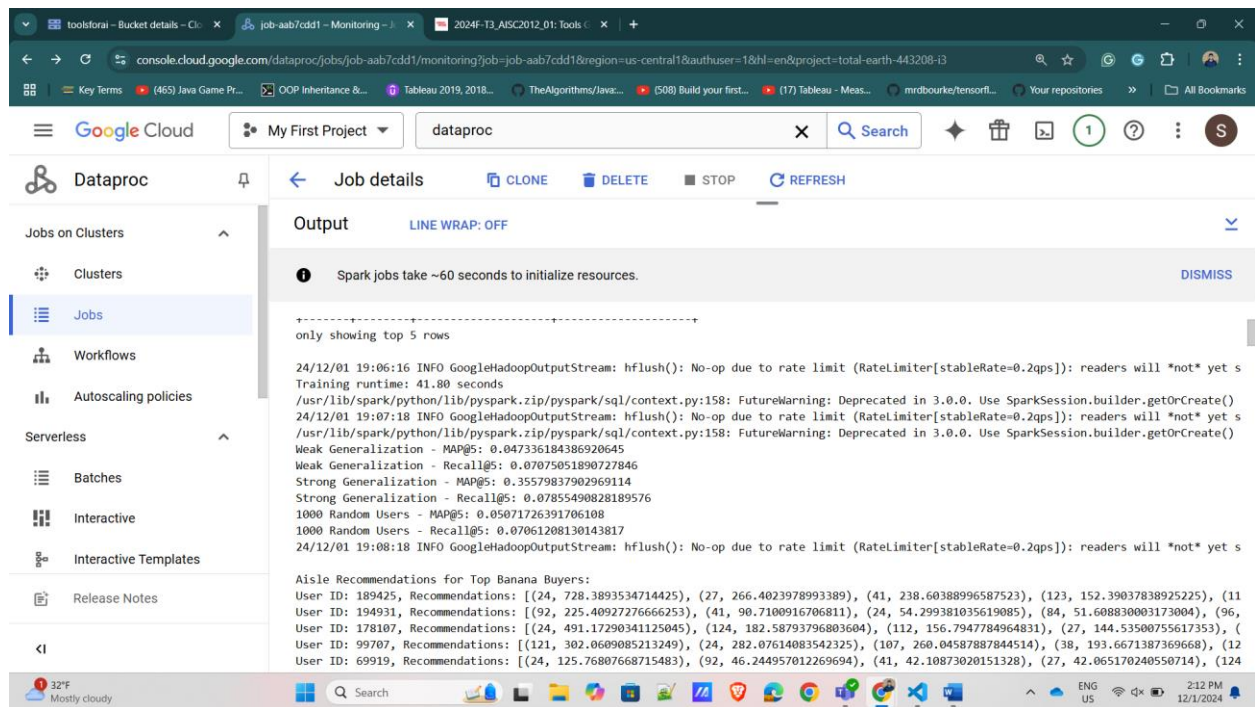 toolsforai – Bucket details – Clo
job-aab7cdd1 – Monitoring – J
2024F-T3_AISC2012_01: Tools G
console.cloud.google.com/dataproc/jobs/job-aab7cdd1/monitoring?job=job-aab7cdd1&region=us-central1&authuser=1&hl=en&project=total-earth-443208-i3
Key Terms
(465) Java Game Pr...
OOP Inheritance &...
Tableau 2019, 2018...
TheAlgorithms/Java:...
(508) Build your first...
(17) Tableau - Meas...
mrdbourke/tensorfl...
Your repositories
»
All Bookmarks
Google Cloud
My First Project
dataproc
Search
1
S
Dataproc
Job details
CLONE
DELETE
STOP
REFRESH
Jobs on Clusters
Clusters
Jobs
Workflows
Autoscaling policies
Serverless
Batches
Interactive
Interactive Templates
Release Notes
Output
LINE WRAP: OFF
Spark jobs take ~60 seconds to initialize resources.
DISMISS
+-------+--------+--------------------+--------------------+
only showing top 5 rows
24/12/01 19:06:16 INFO GoogleHadoopOutputStream: hflush(): No-op due to rate limit (RateLimiter[stableRate=0.2qps]): readers will *not* yet s
Training runtime: 41.80 seconds
/usr/lib/spark/python/lib/pyspark.zip/pyspark/sql/context.py:158: FutureWarning: Deprecated in 3.0.0. Use SparkSession.builder.getOrCreate()
24/12/01 19:07:18 INFO GoogleHadoopOutputStream: hflush(): No-op due to rate limit (RateLimiter[stableRate=0.2qps]): readers will *not* yet s
/usr/lib/spark/python/lib/pyspark.zip/pyspark/sql/context.py:158: FutureWarning: Deprecated in 3.0.0. Use SparkSession.builder.getOrCreate()
Weak Generalization - MAP@5: 0.047336184386920645
Weak Generalization - Recall@5: 0.07075051890727846
Strong Generalization - MAP@5: 0.35579837902969114
Strong Generalization - Recall@5: 0.07855490828189576
1000 Random Users - MAP@5: 0.05071726391706108
1000 Random Users - Recall@5: 0.07061208130143817
24/12/01 19:08:18 INFO GoogleHadoopOutputStream: hflush(): No-op due to rate limit (RateLimiter[stableRate=0.2qps]): readers will *not* yet s
Aisle Recommendations for Top Banana Buyers:
User ID: 189425, Recommendations: [(24, 728.3893534714425), (27, 266.4023978993389), (41, 238.60388996587523), (123, 152.39037838925225), (11
User ID: 194931, Recommendations: [(92, 225.40927276666253), (41, 90.7100916706811), (24, 54.299381035619085), (84, 51.608830003173004), (96,
User ID: 178107, Recommendations: [(24, 491.17290341125045), (124, 182.58793796803604), (112, 156.7947784964831), (27, 144.53500755617353), (
User ID: 99707, Recommendations: [(121, 302.0609085213249), (24, 282.07614083542325), (107, 260.04587887844514), (38, 193.6671387369668), (12
User ID: 69919, Recommendations: [(24, 125.76807668715483), (92, 46.244957012269694), (41, 42.10873020151328), (27, 42.065170240550714), (124
32°F
Mostly cloudy
Search
ENG
US
2:12 PM
12/1/2024